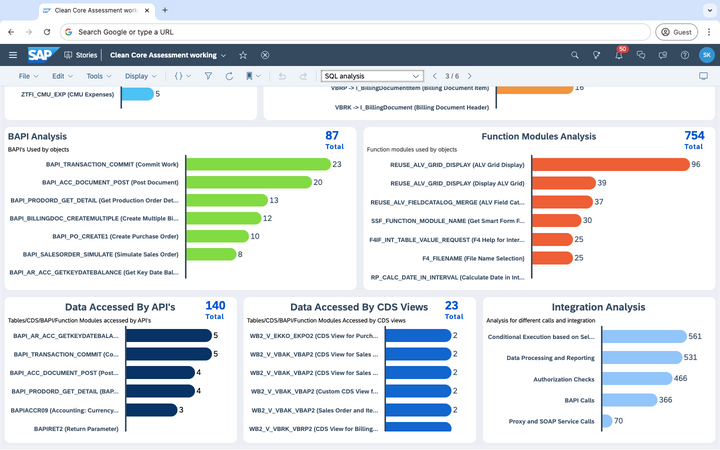 Clean Core Assessment workin
Search Google or type a URL
Guest
SAP
Stories
Clean Core Assessment working
50
SK
File
Edit
Tools
Display
SQL analysis
3 / 6
ZTFI_CMU_EXP (CMU Expenses)
5
VBRP -> I_BillingDocumentItem (Billing Document Item)
16
VBRK -> I_BillingDocument (Billing Document Header)
BAPI Analysis
87
Total
BAPI's Used by objects
BAPI_TRANSACTION_COMMIT (Commit Work)
23
BAPI_ACC_DOCUMENT_POST (Post Document)
20
BAPI_PRODORD_GET_DETAIL (Get Production Order Det...
13
BAPI_BILLINGDOC_CREATEMULTIPLE (Create Multiple Bi...
12
BAPI_PO_CREATE1 (Create Purchase Order)
10
BAPI_SALESORDER_SIMULATE (Simulate Sales Order)
8
BAPI_AR_ACC_GETKEYDATEBALANCE (Get Key Date Bal...
Function Modules Analysis
754
Total
Function modules used by objects
REUSE_ALV_GRID_DISPLAY (ALV Grid Display)
96
REUSE_ALV_GRID_DISPLAY (Display ALV Grid)
39
REUSE_ALV_FIELDCATALOG_MERGE (ALV Field Cat...
37
SSF_FUNCTION_MODULE_NAME (Get Smart Form F...
30
F4IF_INT_TABLE_VALUE_REQUEST (F4 Help for Inter...
25
F4_FILENAME (File Name Selection)
25
RP_CALC_DATE_IN_INTERVAL (Calculate Date in Int...
Data Accessed By API's
140
Total
Tables/CDS/BAPI/Function Modules accessed by API's
BAPI_AR_ACC_GETKEYDATEBALA...
5
BAPI_TRANSACTION_COMMIT (Co...
5
BAPI_ACC_DOCUMENT_POST (Post...
4
BAPI_PRODORD_GET_DETAIL (BAP...
4
BAPIACCR09 (Accounting: Currency...
3
BAPIRET2 (Return Parameter)
Data Accessed By CDS Views
23
Total
Tables/CDS/BAPI/Function Modules Accessed by CDS views
WB2_V_EKKO_EKPO2 (CDS View for Purch...
2
WB2_V_VBAK_VBAP2 (CDS View for Sales ...
2
WB2_V_VBAK_VBAP2 (CDS View for Sales ...
2
WB2_V_VBAK_VBAP2 (Custom CDS View f...
2
WB2_V_VBAK_VBAP2 (Sales Order and Ite...
2
WB2_V_VBRK_VBRP2 (CDS View for Billing...
Integration Analysis
Analysis for different calls and integration
Conditional Execution based on Sel...
561
Data Processing and Reporting
531
Authorization Checks
466
BAPI Calls
366
Proxy and SOAP Service Calls
70